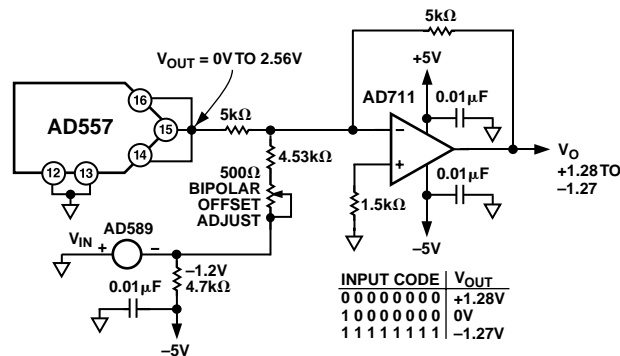 5kΩ
V_OUT = 0V TO 2.56V
+5V
AD711
0.01µF
16
AD557
15
5kΩ
14
4.53kΩ
−
+
V_O
+1.28 TO
−1.27
12
13
500Ω
BIPOLAR
OFFSET
ADJUST
0.01µF
1.5kΩ
AD589
V_IN
+
−
−5V
−1.2V
4.7kΩ
0.01µF
−5V
INPUT CODE V_OUT
0 0 0 0 0 0 0 0 +1.28V
1 0 0 0 0 0 0 0 0V
1 1 1 1 1 1 1 1 −1.27V